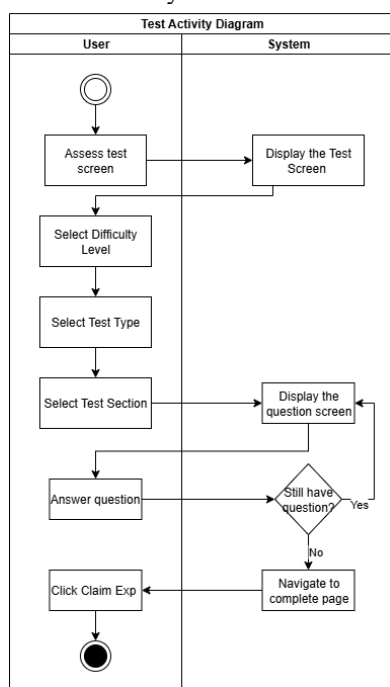 Test Activity Diagram
User
System
Assess test
screen
Display the Test
Screen
Select Difficulty
Level
Select Test Type
Select Test Section
Display the
question screen
Answer question
Still have
question?
Yes
No
Click Claim Exp
Navigate to
complete page